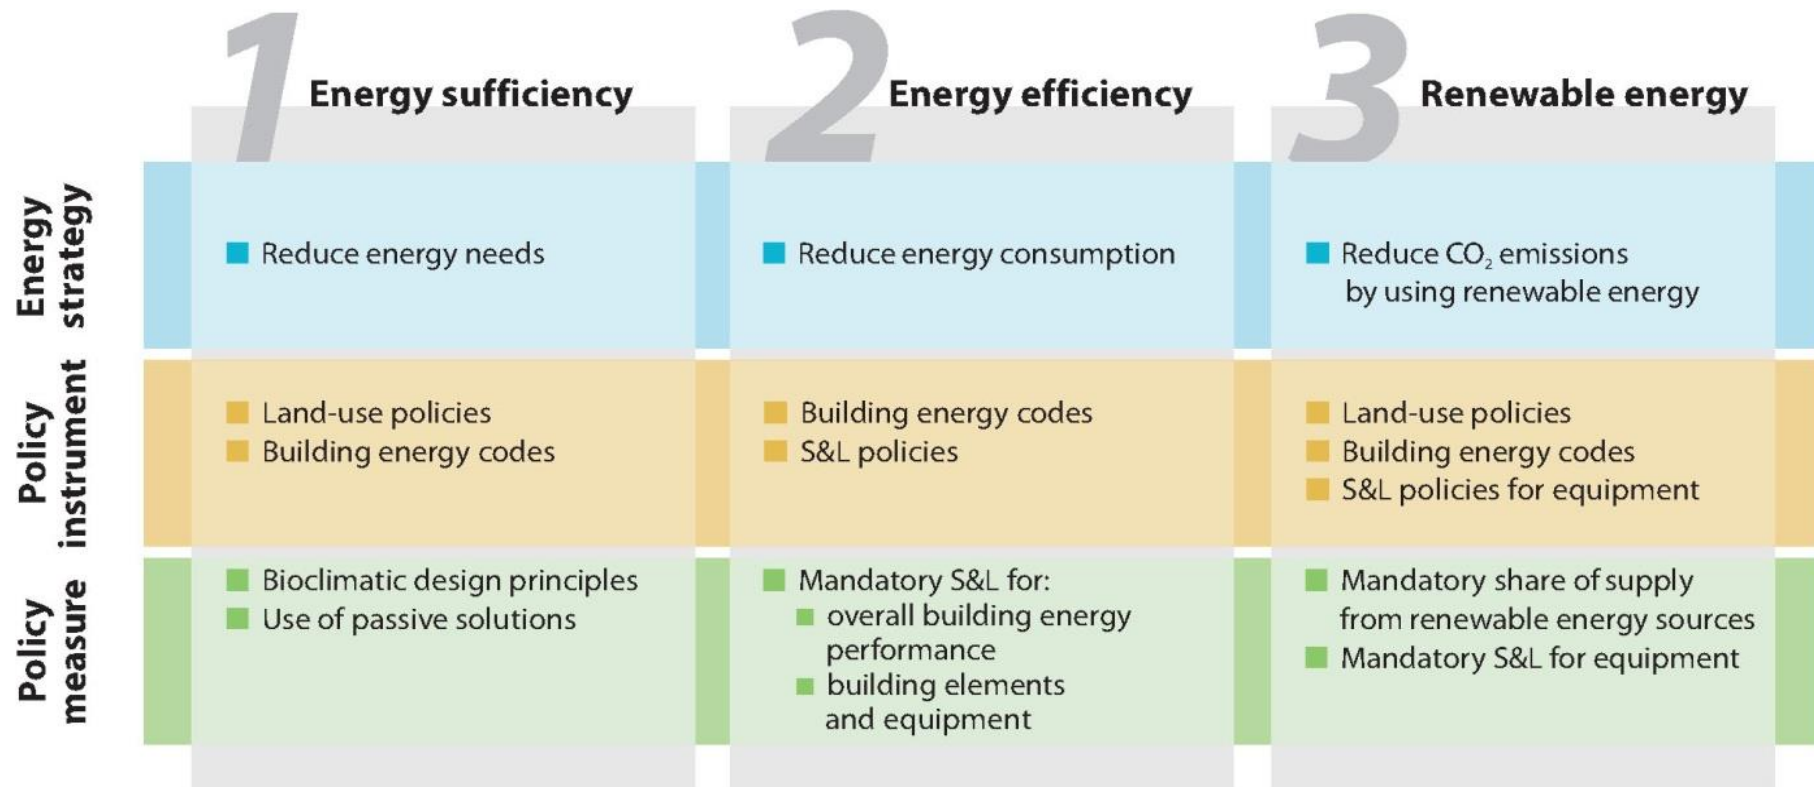 1 Energy sufficiency
2 Energy efficiency
3 Renewable energy
Energy
strategy
Reduce energy needs
Reduce energy consumption
Reduce CO₂ emissions
by using renewable energy
Policy
instrument
Land-use policies
Building energy codes
Building energy codes
S&L policies
Land-use policies
Building energy codes
S&L policies for equipment
Policy
measure
Bioclimatic design principles
Use of passive solutions
Mandatory S&L for:
overall building energy
performance
building elements
and equipment
Mandatory share of supply
from renewable energy sources
Mandatory S&L for equipment